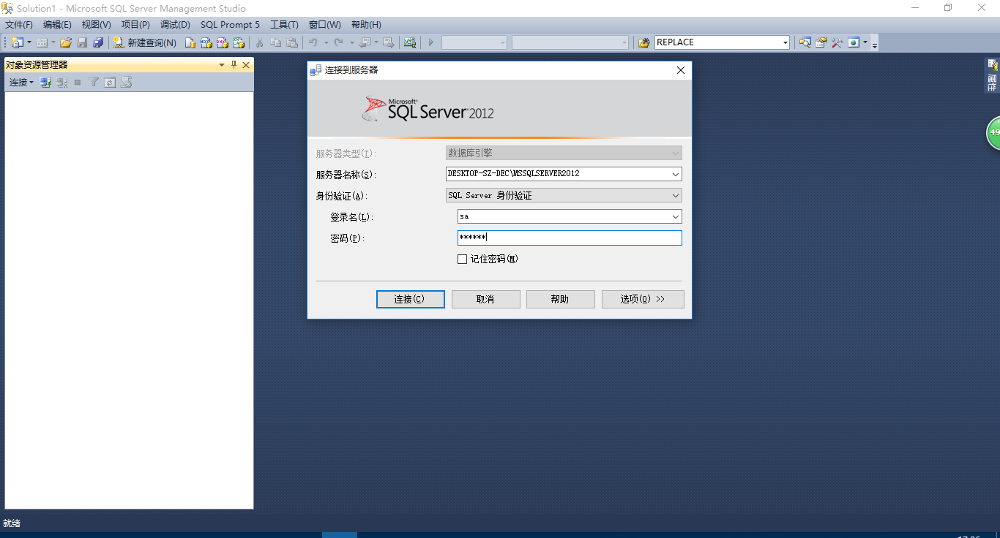 Solution1 - Microsoft SQL Server Management Studio
文件(F) 编辑(E) 视图(V) 项目(P) 调试(D) SQL Prompt 5 工具(T) 窗口(W) 帮助(H)
新建查询(N) REPLACE
对象资源管理器
连接
属性
连接到服务器
Microsoft®
SQL Server® 2012
服务器类型(T):
数据库引擎
服务器名称(S):
DESKTOP-SZ-DEC\MSSQLSERVER2012
身份验证(A):
SQL Server 身份验证
登录名(L):
sa
密码(P):
******
记住密码(M)
连接(C) 取消 帮助 选项(O) >>
49
就绪